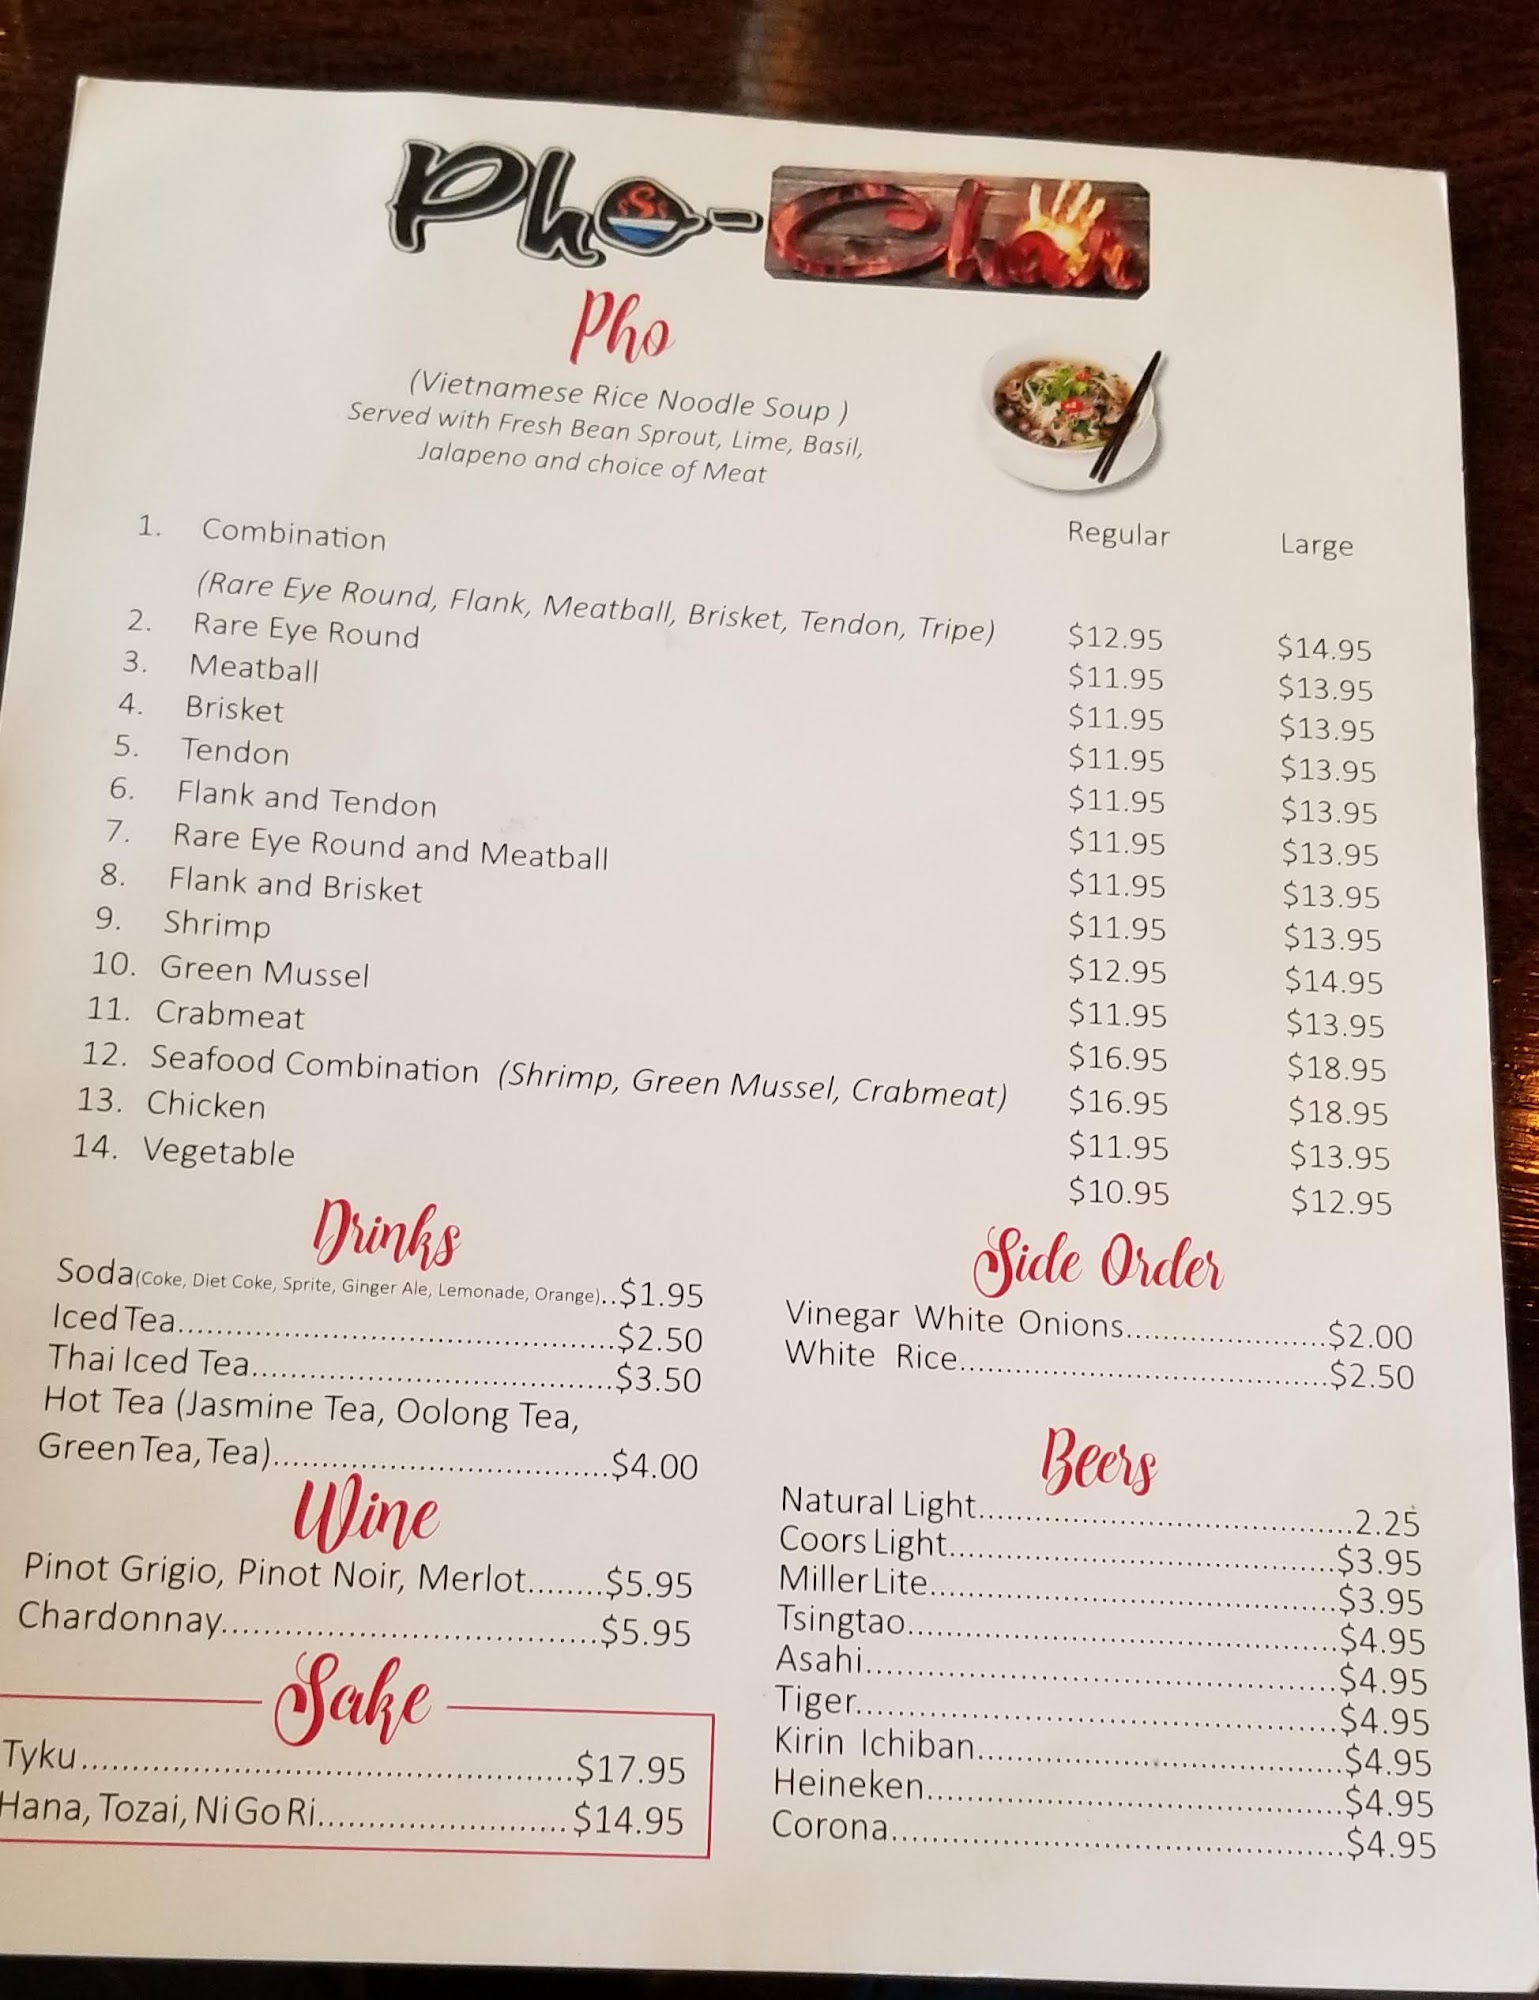 Pho-Char
Pho
(Vietnamese Rice Noodle Soup )
Served with Fresh Bean Sprout, Lime, Basil,
Jalapeno and choice of Meat
Regular Large
1. Combination
(Rare Eye Round, Flank, Meatball, Brisket, Tendon, Tripe) $12.95 $14.95
2. Rare Eye Round $11.95 $13.95
3. Meatball $11.95 $13.95
4. Brisket $11.95 $13.95
5. Tendon $11.95 $13.95
6. Flank and Tendon $11.95 $13.95
7. Rare Eye Round and Meatball $11.95 $13.95
8. Flank and Brisket $11.95 $13.95
9. Shrimp $12.95 $14.95
10. Green Mussel $11.95 $13.95
11. Crabmeat $16.95 $18.95
12. Seafood Combination (Shrimp, Green Mussel, Crabmeat) $16.95 $18.95
13. Chicken $11.95 $13.95
14. Vegetable $10.95 $12.95
Drinks
Soda(Coke, Diet Coke, Sprite, Ginger Ale, Lemonade, Orange)..$1.95
Iced Tea..........$2.50
Thai Iced Tea..........$3.50
Hot Tea (Jasmine Tea, Oolong Tea,
Green Tea, Tea)..........$4.00
Wine
Pinot Grigio, Pinot Noir, Merlot........$5.95
Chardonnay..........$5.95
Sake
Tyku..........$17.95
Hana, Tozai, Ni Go Ri..........$14.95
Side Order
Vinegar White Onions..........$2.00
White Rice..........$2.50
Beers
Natural Light..........2.25
Coors Light..........$3.95
Miller Lite..........$3.95
Tsingtao..........$4.95
Asahi..........$4.95
Tiger..........$4.95
Kirin Ichiban..........$4.95
Heineken..........$4.95
Corona..........$4.95